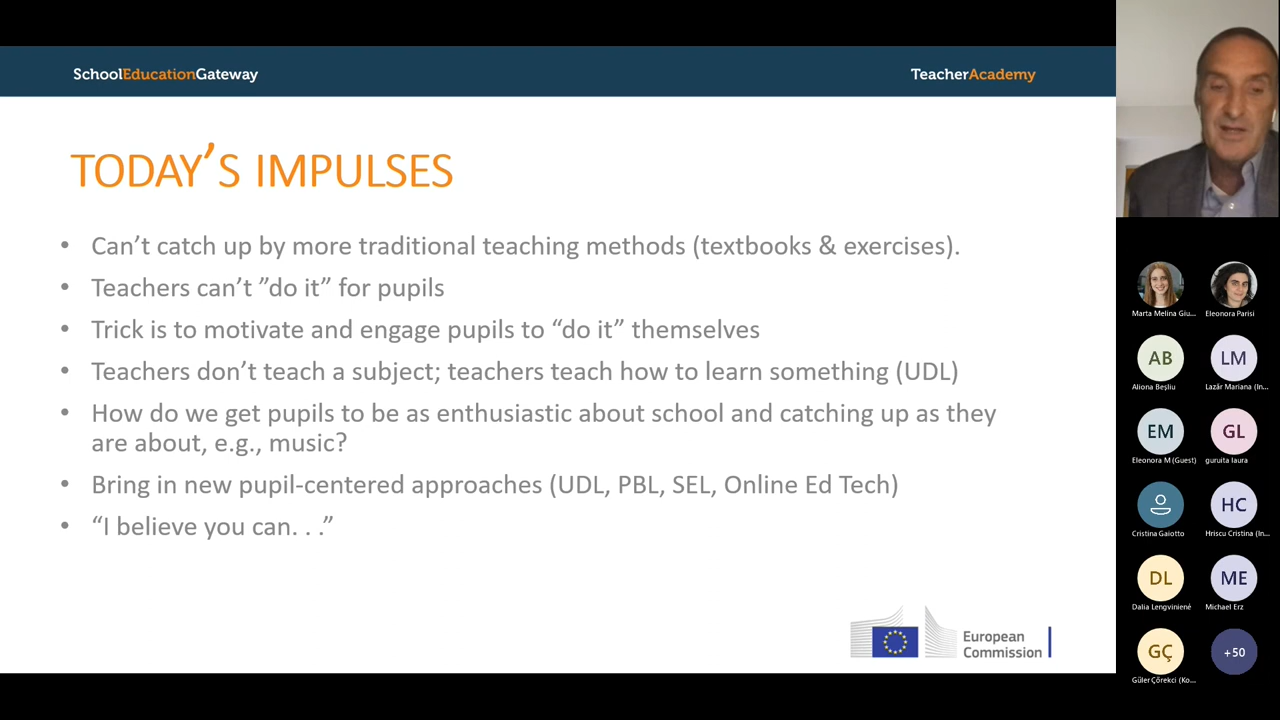 SchoolEducationGateway
TeacherAcademy
TODAY’S IMPULSES
• Can’t catch up by more traditional teaching methods (textbooks & exercises).
• Teachers can’t ”do it” for pupils
• Trick is to motivate and engage pupils to “do it” themselves
• Teachers don’t teach a subject; teachers teach how to learn something (UDL)
• How do we get pupils to be as enthusiastic about school and catching up as they
are about, e.g., music?
• Bring in new pupil-centered approaches (UDL, PBL, SEL, Online Ed Tech)
• “I believe you can. . .”
European
Commission
Marta Melina Giu...
Eleonora Parisi
AB
Aliona Beşliu
LM
Lazăr Mariana (In...
EM
Eleonora M (Guest)
GL
guruita laura
Cristina Gaiotto
HC
Hriscu Cristina (In...
DL
Dalia Lengvinienė
ME
Michael Erz
GÇ
Güler Çörekci (Ko...
+50